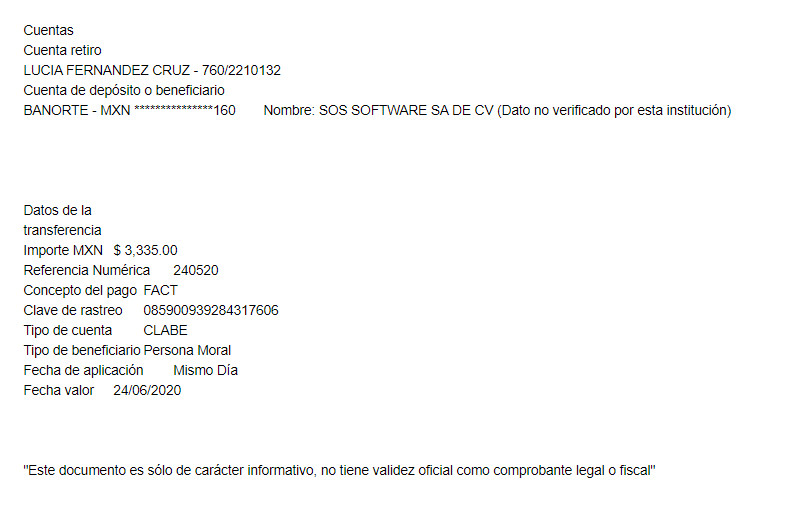 Cuentas
Cuenta retiro
LUCIA FERNANDEZ CRUZ - 760/2210132
Cuenta de depósito o beneficiario
BANORTE - MXN ***************160 Nombre: SOS SOFTWARE SA DE CV (Dato no verificado por esta institución)
Datos de la
transferencia
Importe MXN $ 3,335.00
Referencia Numérica 240520
Concepto del pago FACT
Clave de rastreo 085900939284317606
Tipo de cuenta CLABE
Tipo de beneficiario Persona Moral
Fecha de aplicación Mismo Día
Fecha valor 24/06/2020
"Este documento es sólo de carácter informativo, no tiene validez oficial como comprobante legal o fiscal"